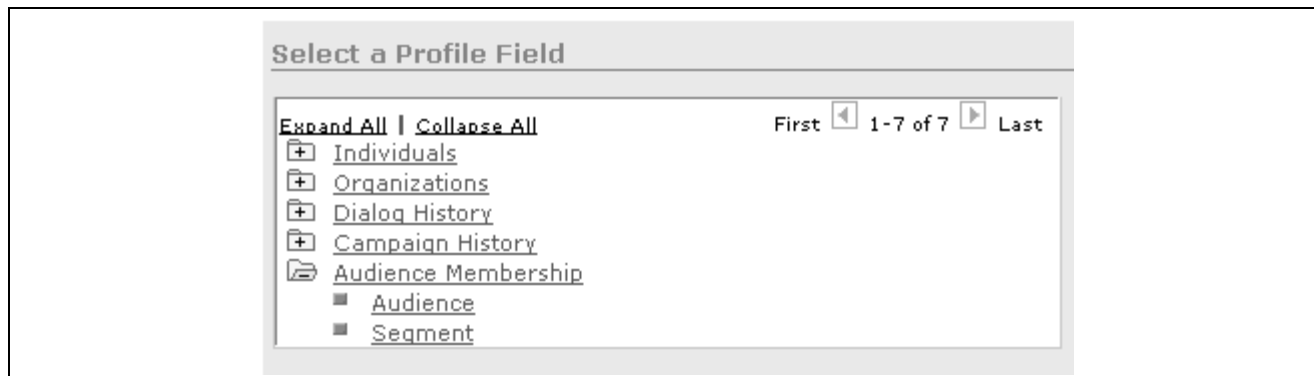 Select a Profile Field
Expand All | Collapse All First 1-7 of 7 Last
Individuals
Organizations
Dialog History
Campaign History
Audience Membership
Audience
Segment